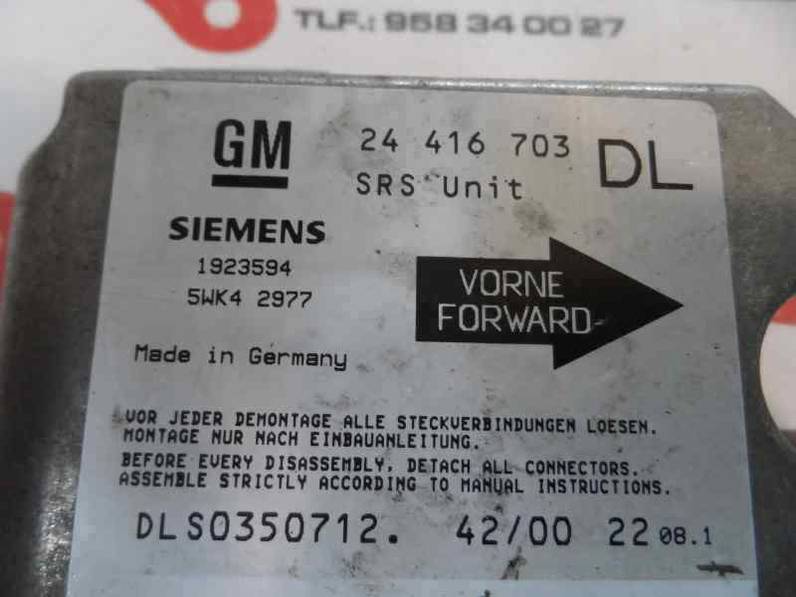 TLF.: 958 34 00 27
GM 24 416 703 DL
SRS Unit
SIEMENS
1923594
5WK4 2977
VORNE
FORWARD
Made in Germany
VOR JEDER DEMONTAGE ALLE STECKVERBINDUNGEN LOESEN.
MONTAGE NUR NACH EINBAUANLEITUNG.
BEFORE EVERY DISASSEMBLY, DETACH ALL CONNECTORS.
ASSEMBLE STRICTLY ACCORDING TO MANUAL INSTRUCTIONS.
DLS0350712. 42/00 22 08.1